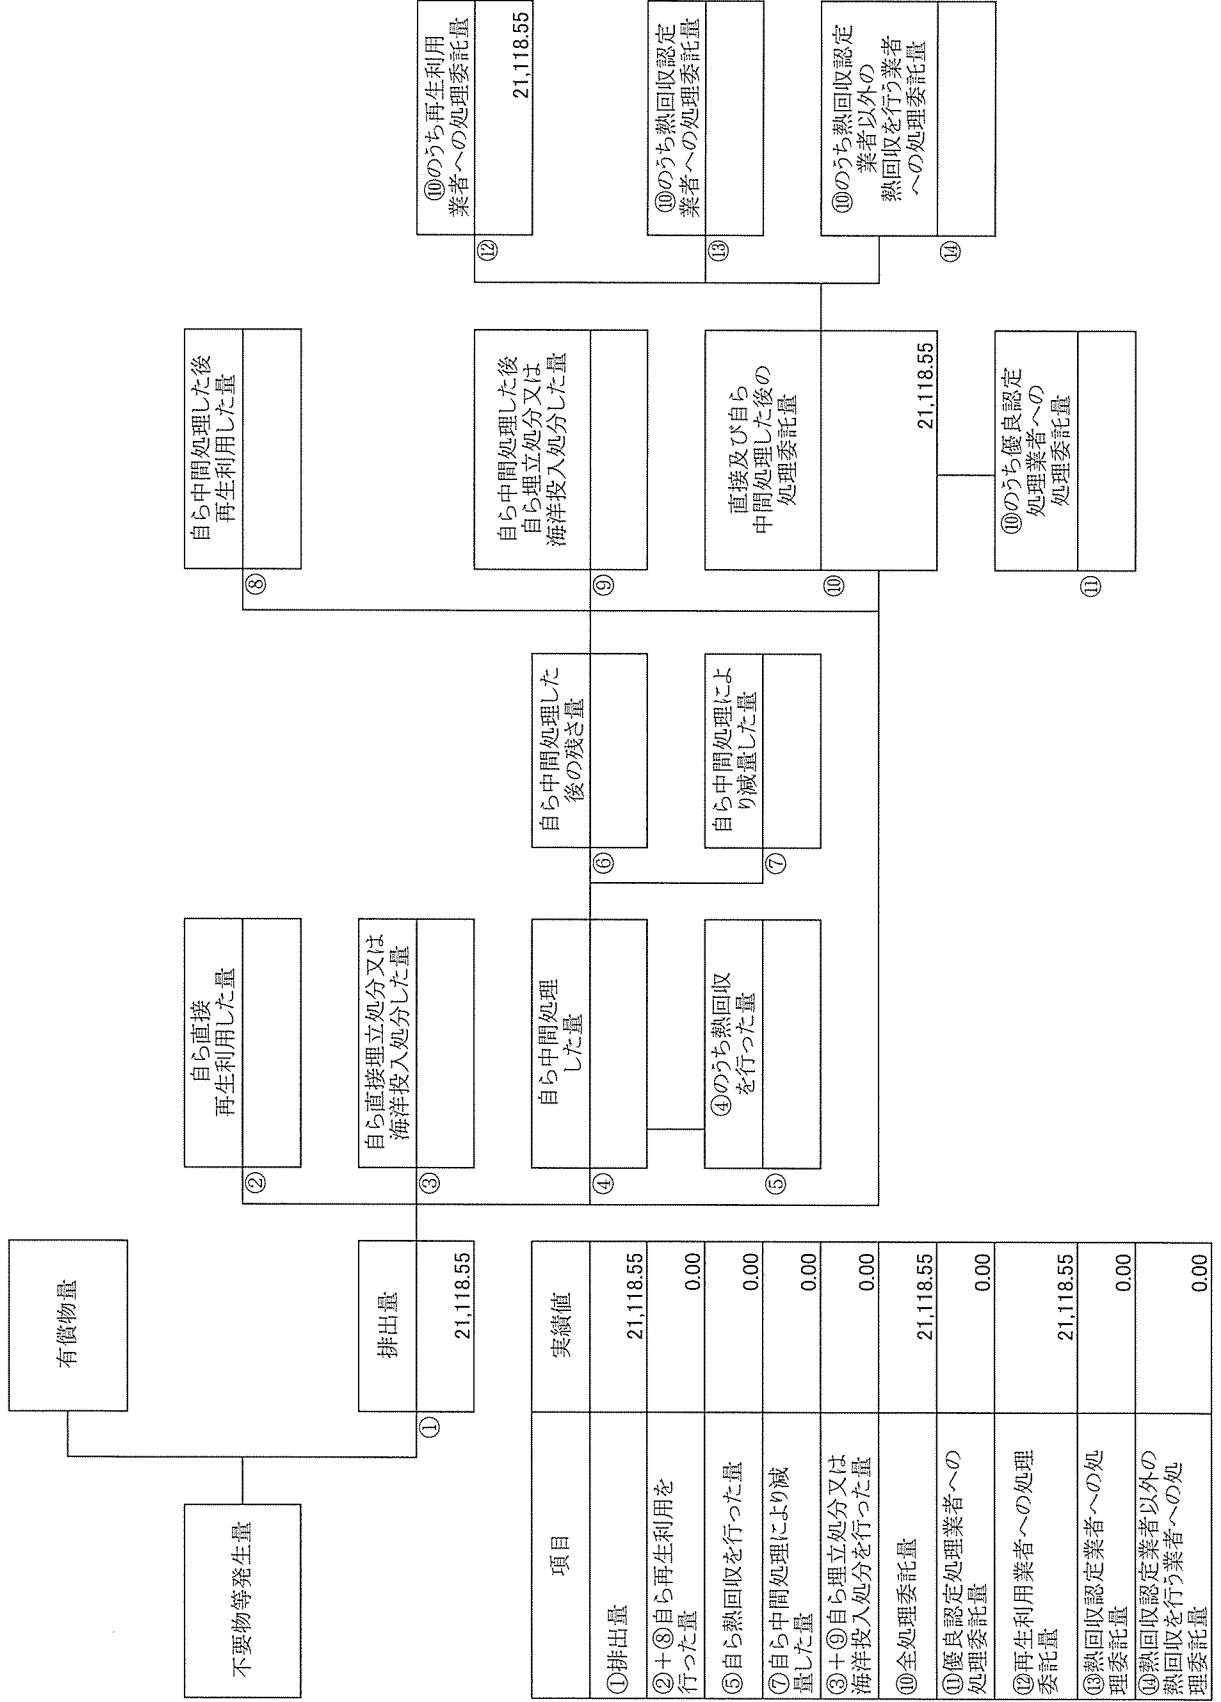 不要物等発生量
有償物量
①
排出量
21,118.55
②
自ら直接
再生利用した量
③
自ら直接埋立処分又は
海洋投入処分した量
④
自ら中間処理
した量
⑤
④のうち熱回収
を行った量
⑥
自ら中間処理した
後の残さ量
⑦
自ら中間処理によ
り減量した量
⑧
自ら中間処理した後
再生利用した量
⑨
自ら中間処理した後
自ら埋立処分又は
海洋投入処分した量
⑩
直接及び自ら
中間処理した後の
処理委託量
21,118.55
⑪
⑩のうち優良認定
処理業者への
処理委託量
⑫
⑩のうち再生利用
業者への処理委託量
21,118.55
⑬
⑩のうち熱回収認定
業者への処理委託量
⑭
⑩のうち熱回収認定
業者以外の
熱回収を行う業者
への処理委託量
項目 実績値
①排出量 21,118.55
②+⑧自ら再生利用を
行った量 0.00
⑤自ら熱回収を行った量 0.00
⑦自ら中間処理により減
量した量 0.00
③+⑨自ら埋立処分又は
海洋投入処分を行った量 0.00
⑩全処理委託量 21,118.55
⑪優良認定処理業者への
処理委託量 0.00
⑫再生利用業者への処理
委託量 21,118.55
⑬熱回収認定業者への処
理委託量 0.00
⑭熱回収認定業者以外の
熱回収を行う業者への処
理委託量 0.00